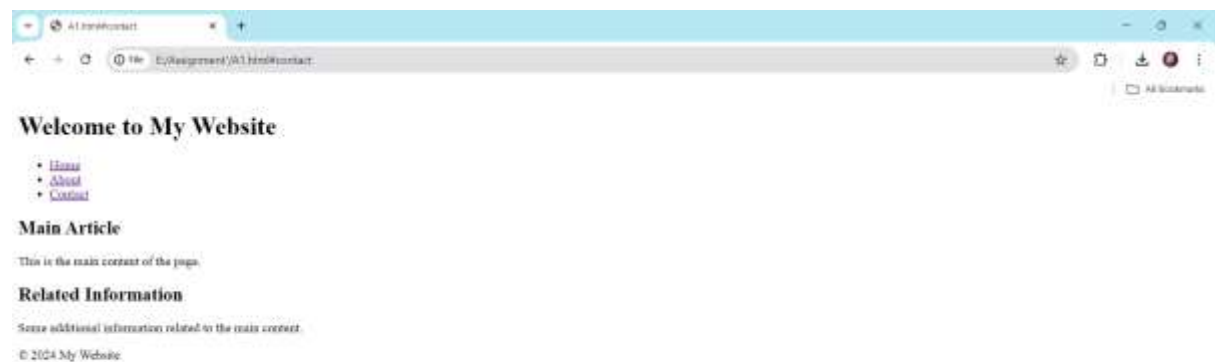 A1.html#contact
File E:/Assignment/A1.html#contact
All Bookmarks
Welcome to My Website
Home
About
Contact
Main Article
This is the main content of the page.
Related Information
Some additional information related to the main content.
© 2024 My Website